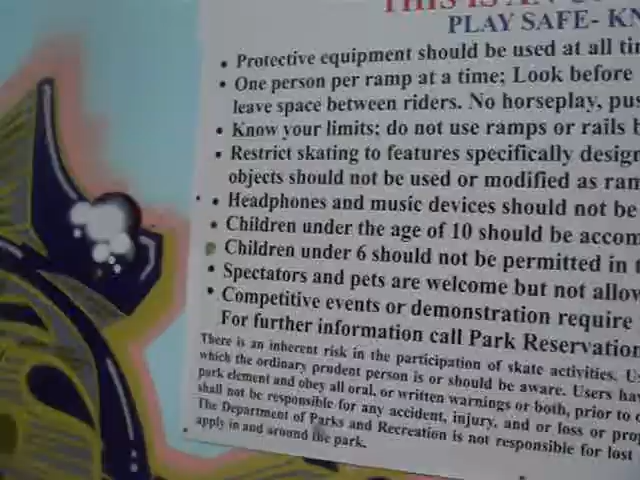 THIS IS AN
PLAY SAFE- KN
• Protective equipment should be used at all tim
• One person per ramp at a time; Look before
leave space between riders. No horseplay, pus
• Know your limits; do not use ramps or rails b
• Restrict skating to features specifically design
objects should not be used or modified as ram
• Headphones and music devices should not be
• Children under the age of 10 should be accom
• Children under 6 should not be permitted in t
• Spectators and pets are welcome but not allow
• Competitive events or demonstration require
For further information call Park Reservation
There is an inherent risk in the participation of skate activities. Us
which the ordinary prudent person is or should be aware. Users hav
park element and obey all oral, or written warnings or both, prior to
shall not be responsible for any accident, injury, and or loss or prop
The Department of Parks and Recreation is not responsible for lost
apply in and around the park.